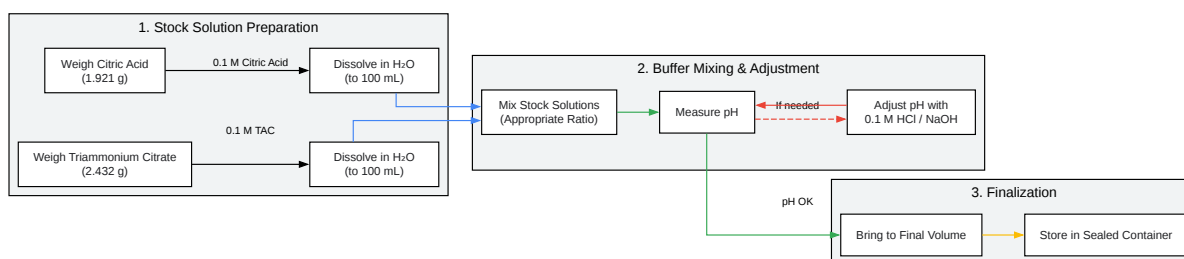 1. Stock Solution Preparation
Weigh Citric Acid
(1.921 g)
0.1 M Citric Acid
Dissolve in H₂O
(to 100 mL)
0.1 M TAC
Weigh Triammonium Citrate
(2.432 g)
Dissolve in H₂O
(to 100 mL)
2. Buffer Mixing & Adjustment
Mix Stock Solutions
(Appropriate Ratio)
Measure pH
If needed
Adjust pH with
0.1 M HCl / NaOH
pH OK
3. Finalization
Bring to Final Volume
Store in Sealed Container